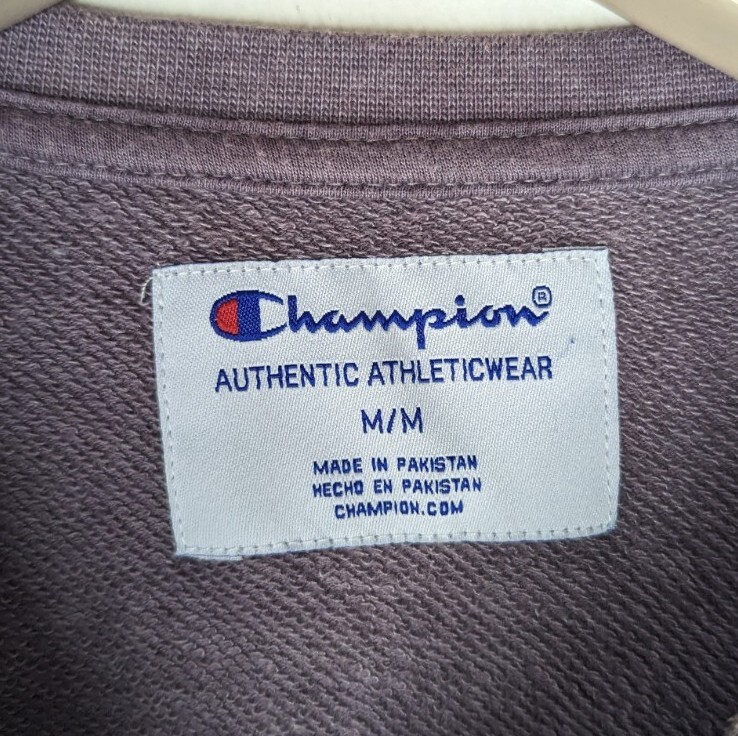 Champion®
AUTHENTIC ATHLETICWEAR
M/M
MADE IN PAKISTAN
HECHO EN PAKISTAN
CHAMPION.COM